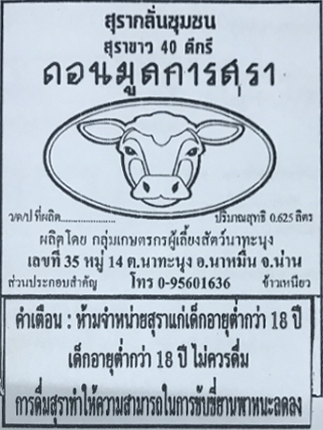 สุรากลั่นชุมชน
สุราขาว 40 ดีกรี
ดอนมูลการสุรา
ว/ด/ป ที่ผลิต.................... ปริมาณสุทธิ 0.625 ลิตร
ผลิตโดย กลุ่มเกษตรกรผู้เลี้ยงสัตว์นาทะนุง
เลขที่ 35 หมู่ 14 ต.นาทะนุง อ.นาหมื่น จ.น่าน
ส่วนประกอบสำคัญ โทร 0-95601636 ข้าวเหนียว
คำเตือน : ห้ามจำหน่ายสุราแก่เด็กอายุต่ำกว่า 18 ปี
เด็กอายุต่ำกว่า 18 ปี ไม่ควรดื่ม
การดื่มสุราทำให้ความสามารถในการขับขี่ยานพาหนะลดลง